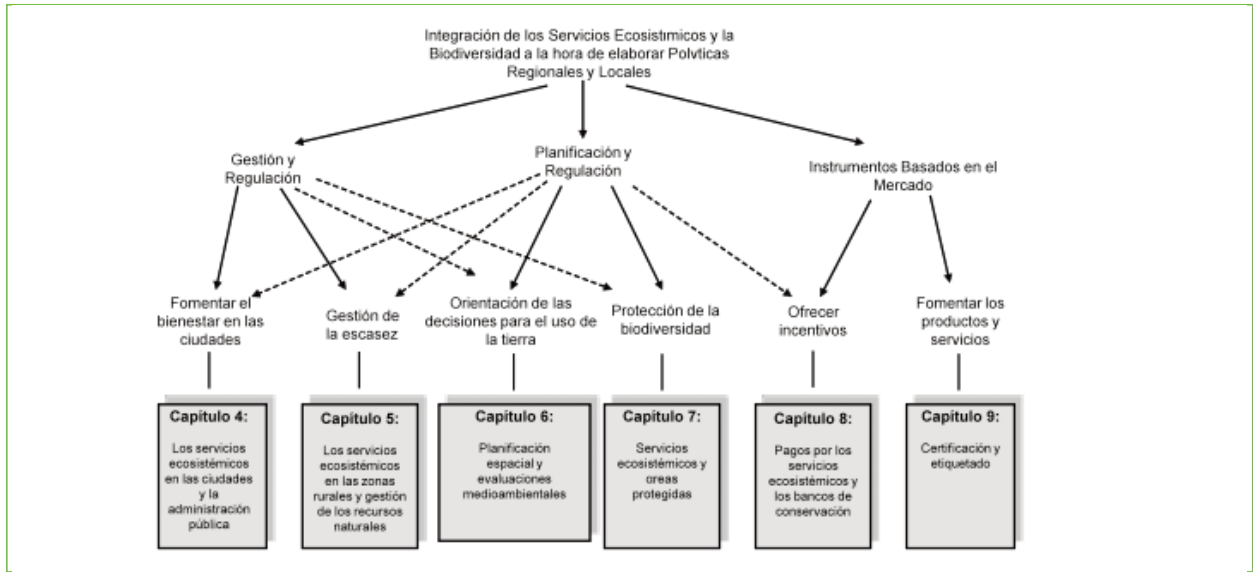 Integración de los Servicios Ecosistımicos y la
Biodiversidad a la hora de elaborar Polvticas
Regionales y Locales
Gestión y
Regulación
Planificación y
Regulación
Instrumentos Basados en el
Mercado
Fomentar el
bienestar en las
ciudades
Gestión de
la escasez
Orientación de las
decisiones para el uso de
la tierra
Protección de la
biodiversidad
Ofrecer
incentivos
Fomentar los
productos y
servicios
Capítulo 4:
Los servicios
ecosistémicos
en las ciudades
y la
administración
pública
Capítulo 5:
Los servicios
ecosistémicos
en las zonas
rurales y gestión
de los recursos
naturales
Capítulo 6:
Planificación
espacial y
evaluaciones
medioambientales
Capítulo 7:
Servicios
ecosistémicos y
αreas
protegidas
Capítulo 8:
Pagos por los
servicios
ecosistémicos y
los bancos de
conservación
Capítulo 9:
Certificación y
etiquetado